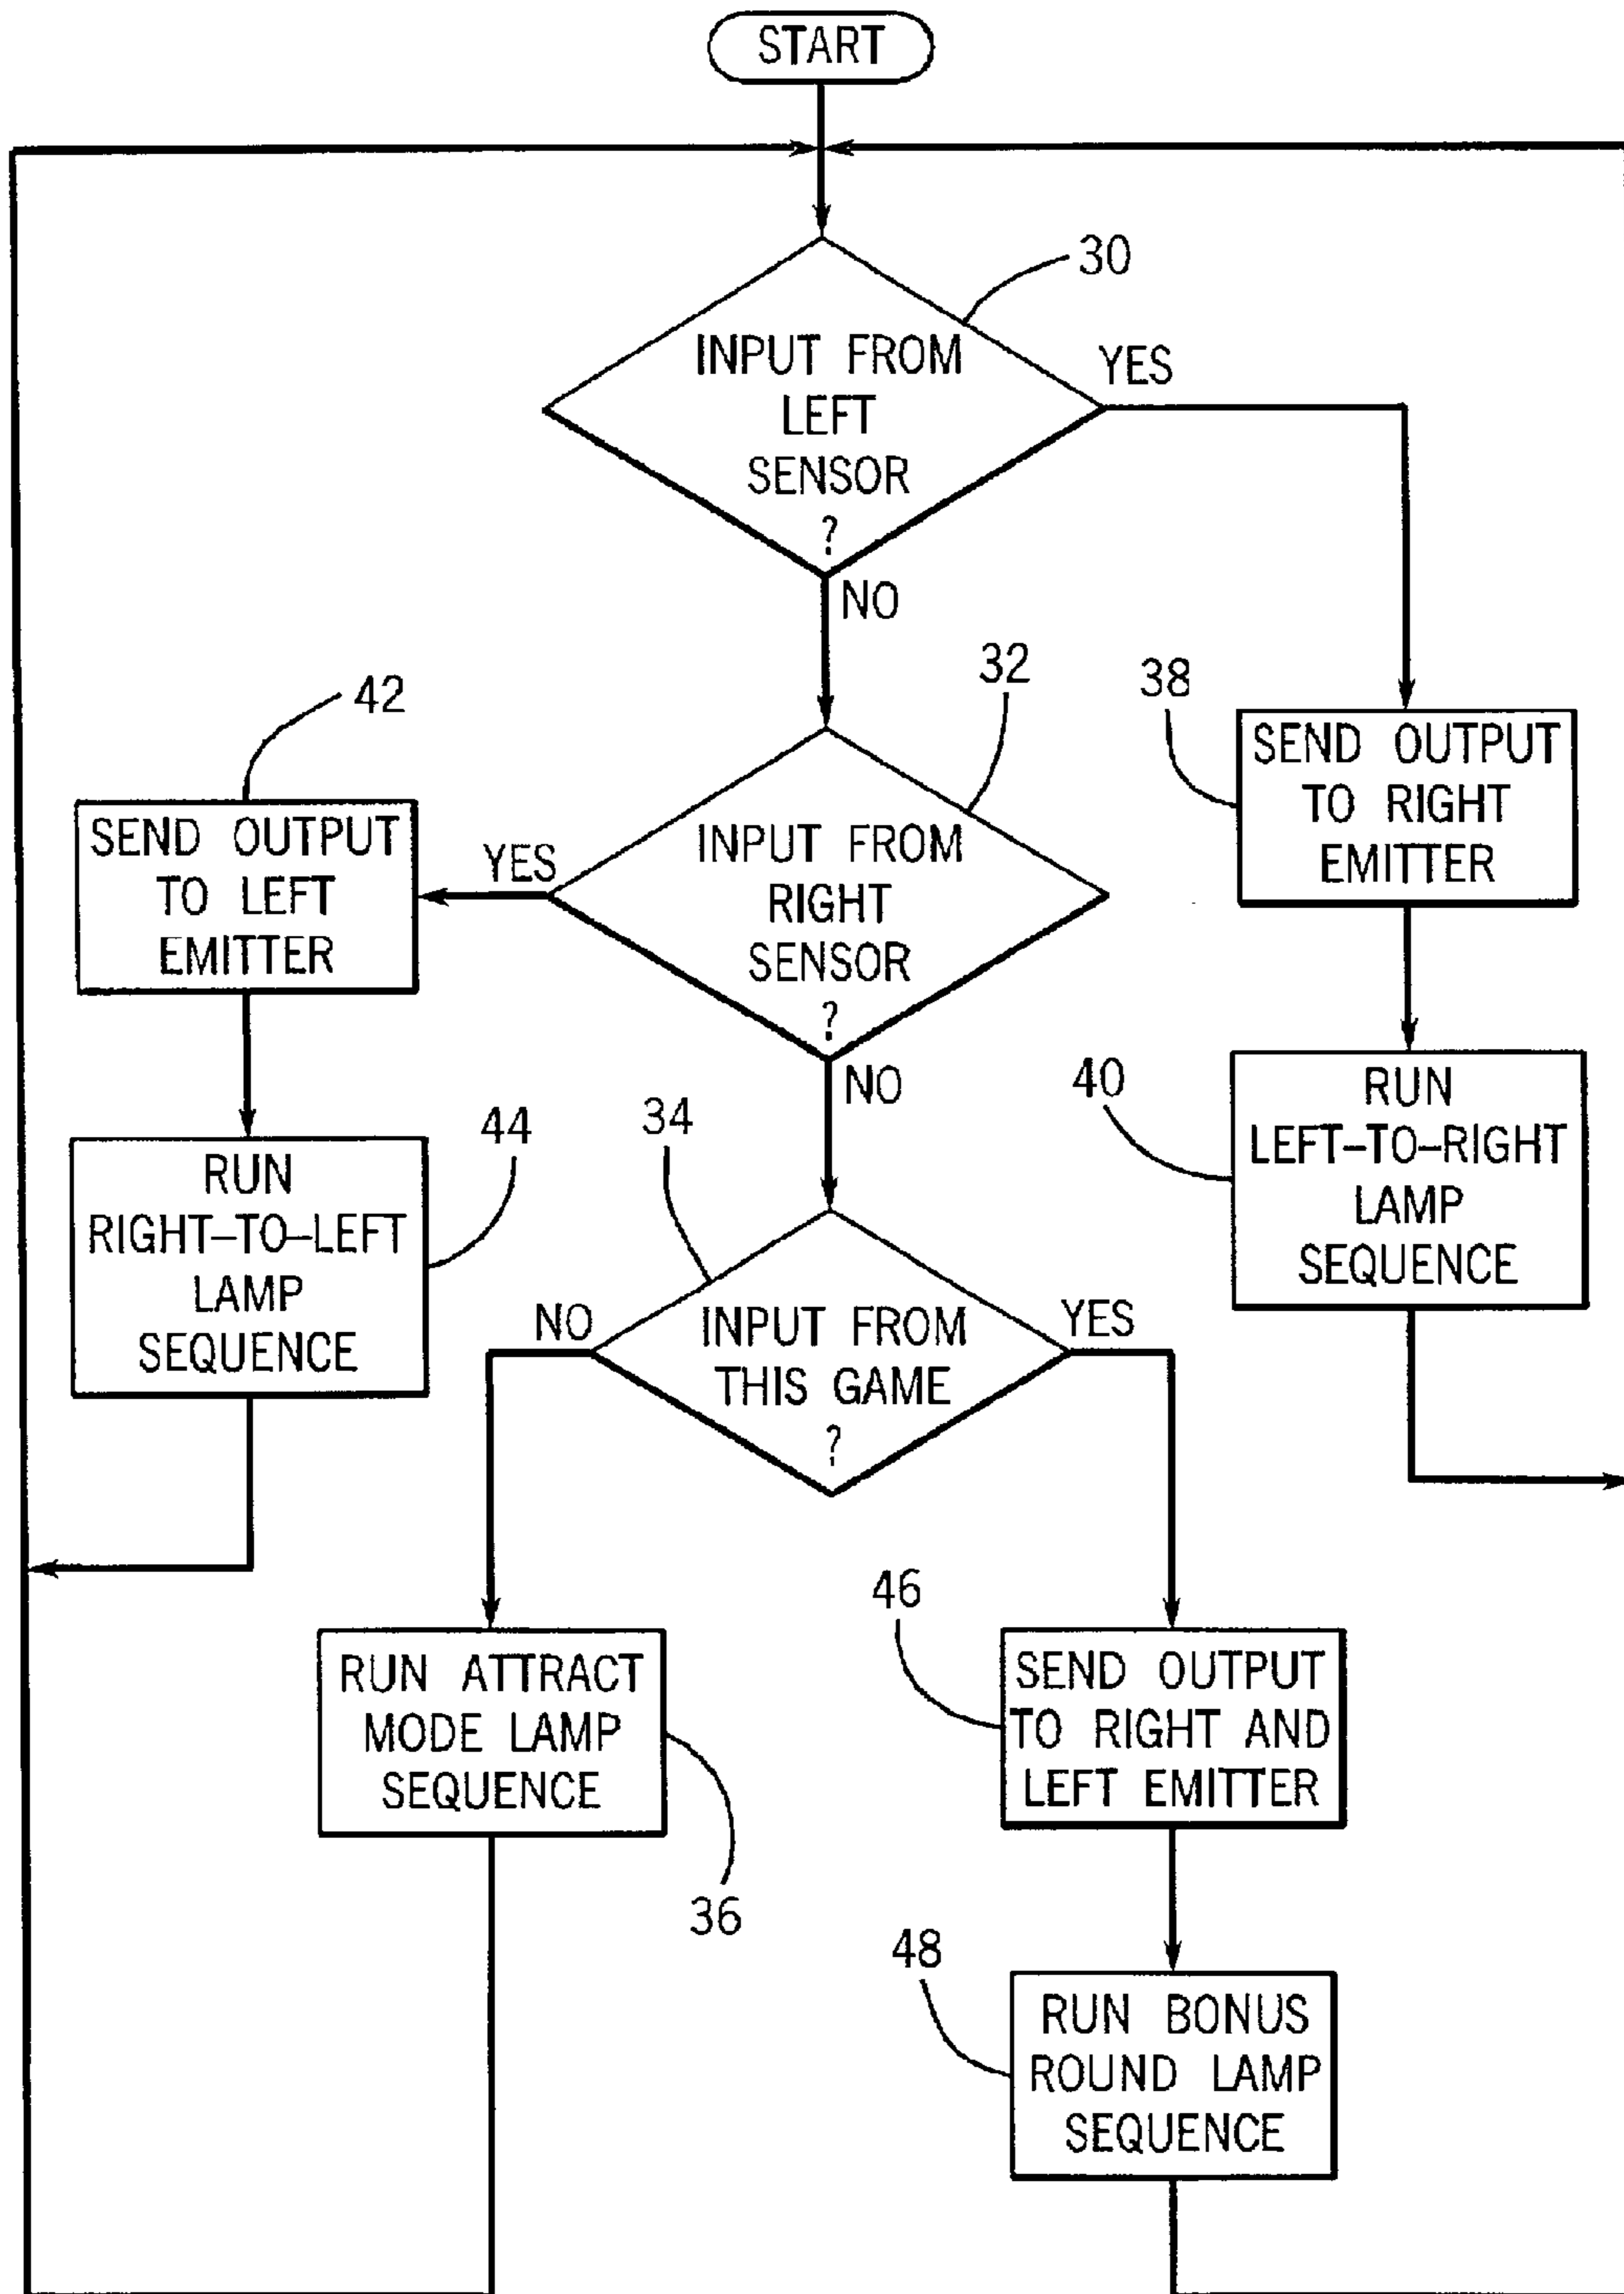 START
30
INPUT FROM
LEFT
SENSOR
?
YES
NO
32
INPUT FROM
RIGHT
SENSOR
?
YES
NO
38
SEND OUTPUT
TO RIGHT
EMITTER
42
SEND OUTPUT
TO LEFT
EMITTER
40
RUN
LEFT–TO–RIGHT
LAMP
SEQUENCE
44
RUN
RIGHT–TO–LEFT
LAMP
SEQUENCE
34
INPUT FROM
THIS GAME
?
NO
YES
RUN ATTRACT
MODE LAMP
SEQUENCE
36
46
SEND OUTPUT
TO RIGHT AND
LEFT EMITTER
48
RUN BONUS
ROUND LAMP
SEQUENCE